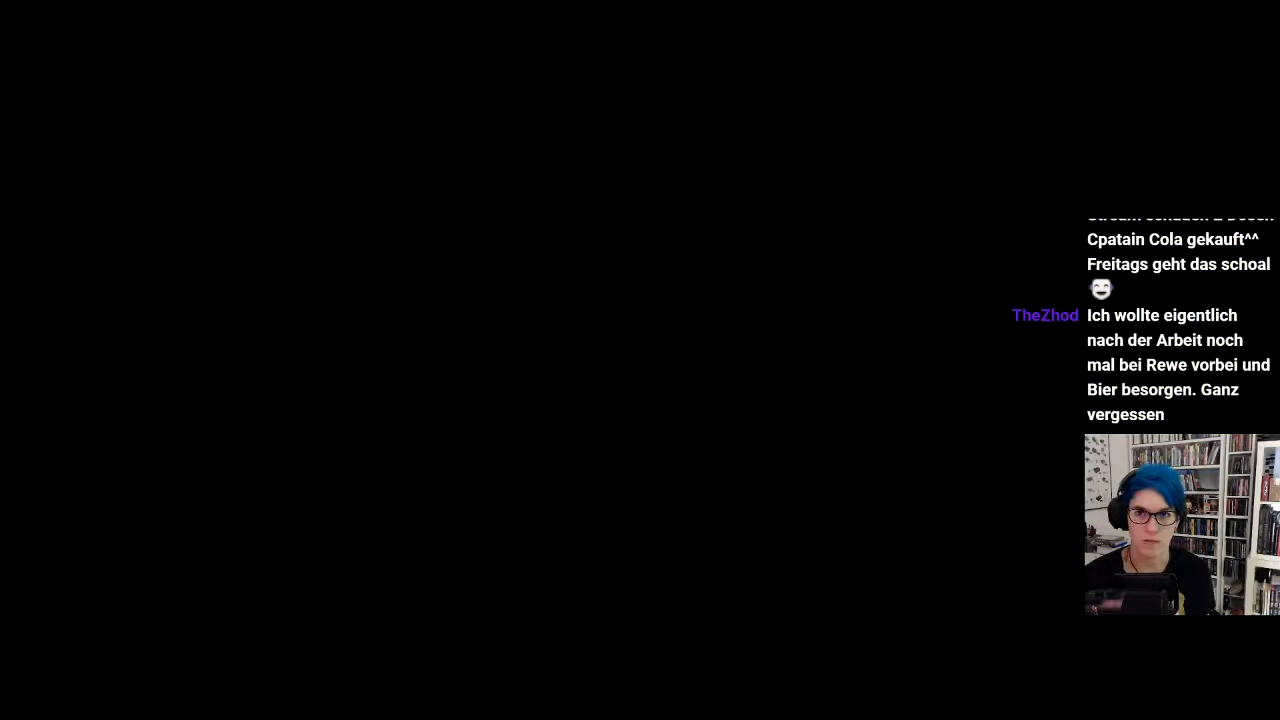 Cpatain Cola gekauft^^
Freitags geht das schoal
TheZhod Ich wollte eigentlich
nach der Arbeit noch
mal bei Rewe vorbei und
Bier besorgen. Ganz
vergessen